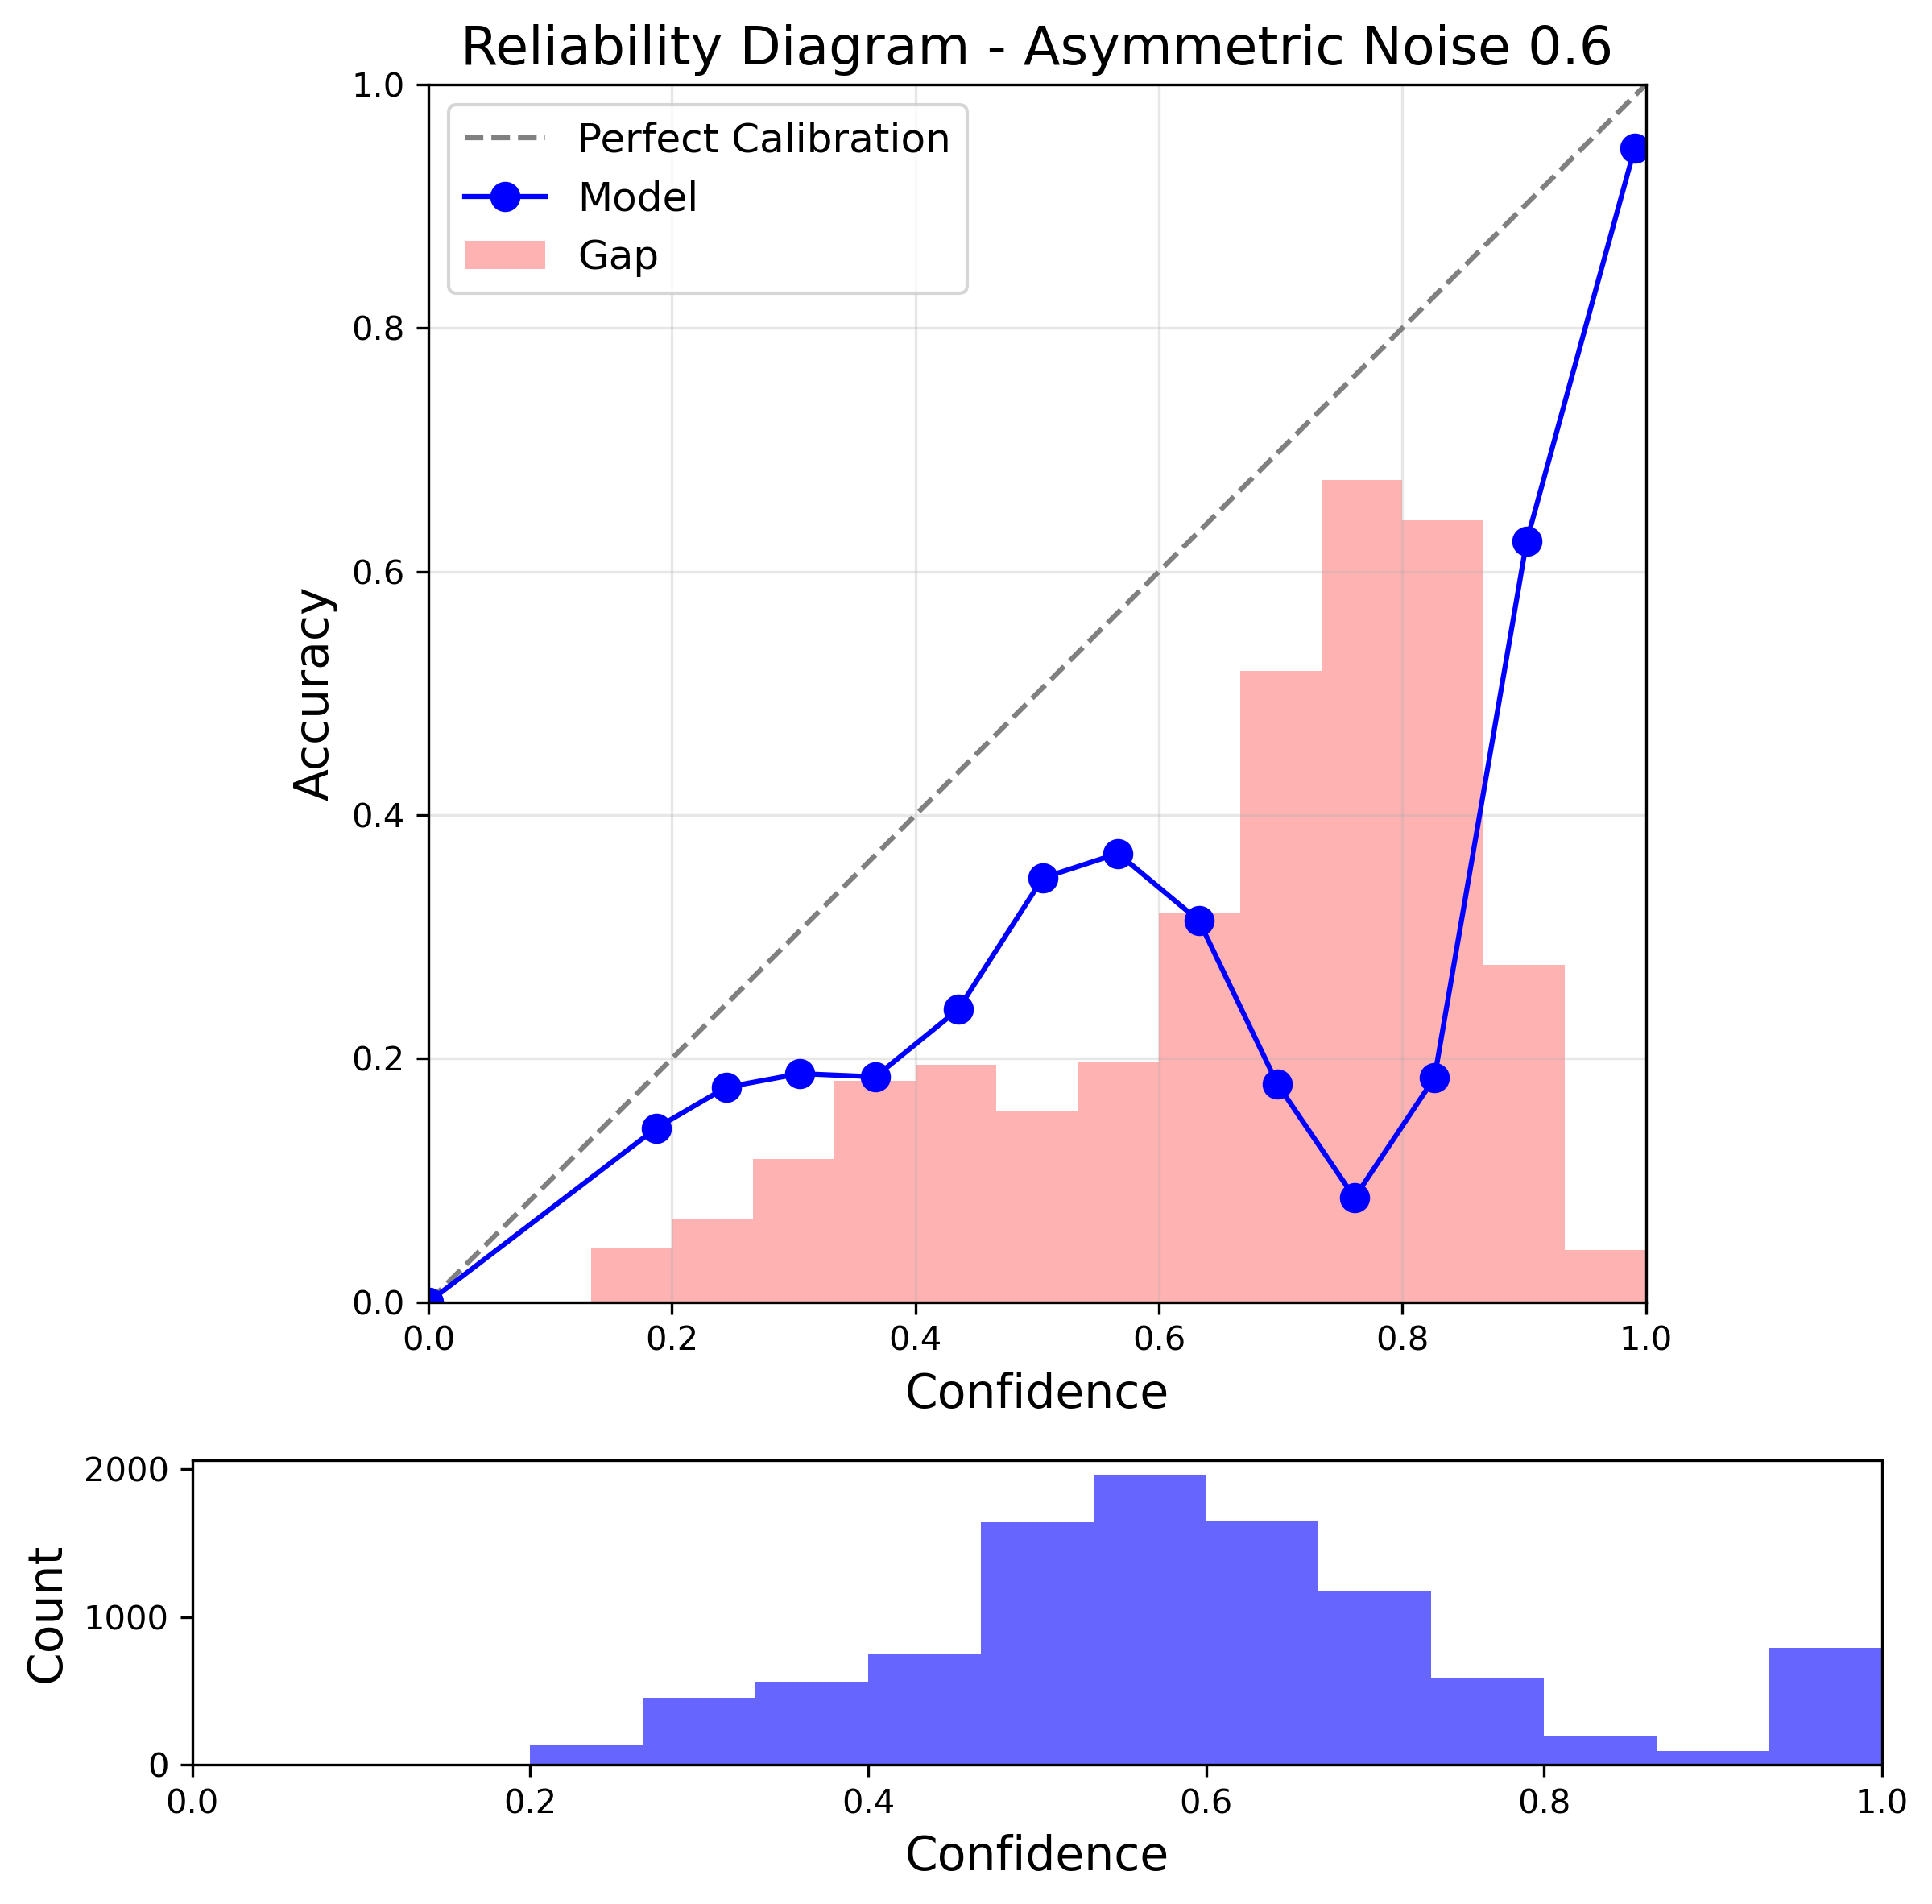 Reliability Diagram - Asymmetric Noise 0.6
1.0
0.8
0.6
0.4
0.2
0.0
Accuracy
Perfect Calibration
Model
Gap
0.0 0.2 0.4 0.6 0.8 1.0
Confidence
2000
1000
0
Count
0.0 0.2 0.4 0.6 0.8 1.0
Confidence